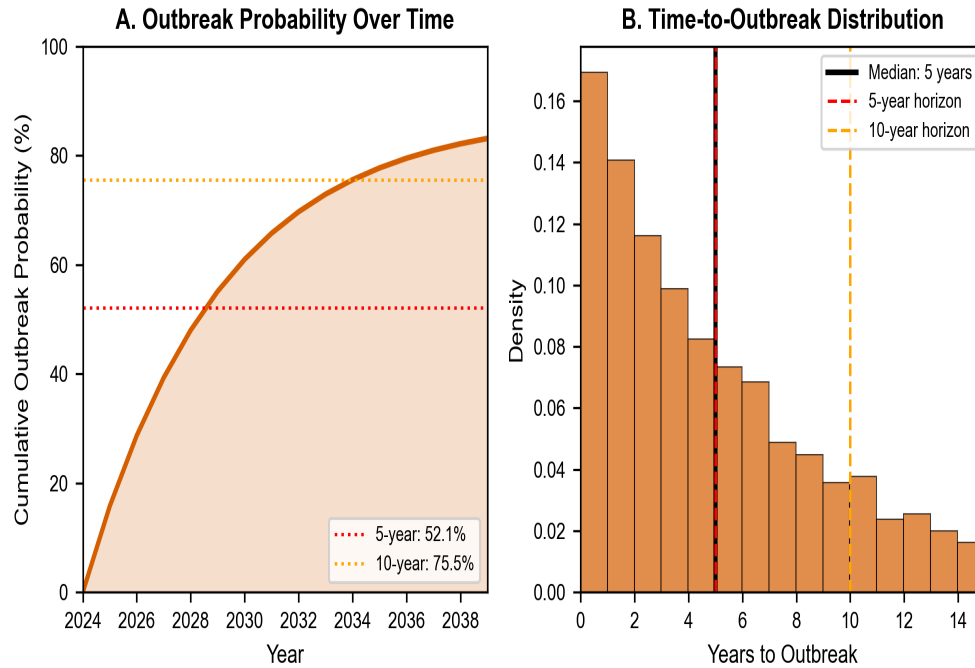 A. Outbreak Probability Over Time
100
80
60
40
20
0
Cumulative Outbreak Probability (%)
5-year: 52.1%
10-year: 75.5%
2024 2026 2028 2030 2032 2034 2036 2038
Year
B. Time-to-Outbreak Distribution
Median: 5 years
5-year horizon
10-year horizon
0.16
0.14
0.12
0.10
0.08
0.06
0.04
0.02
0.00
Density
0 2 4 6 8 10 12 14
Years to Outbreak